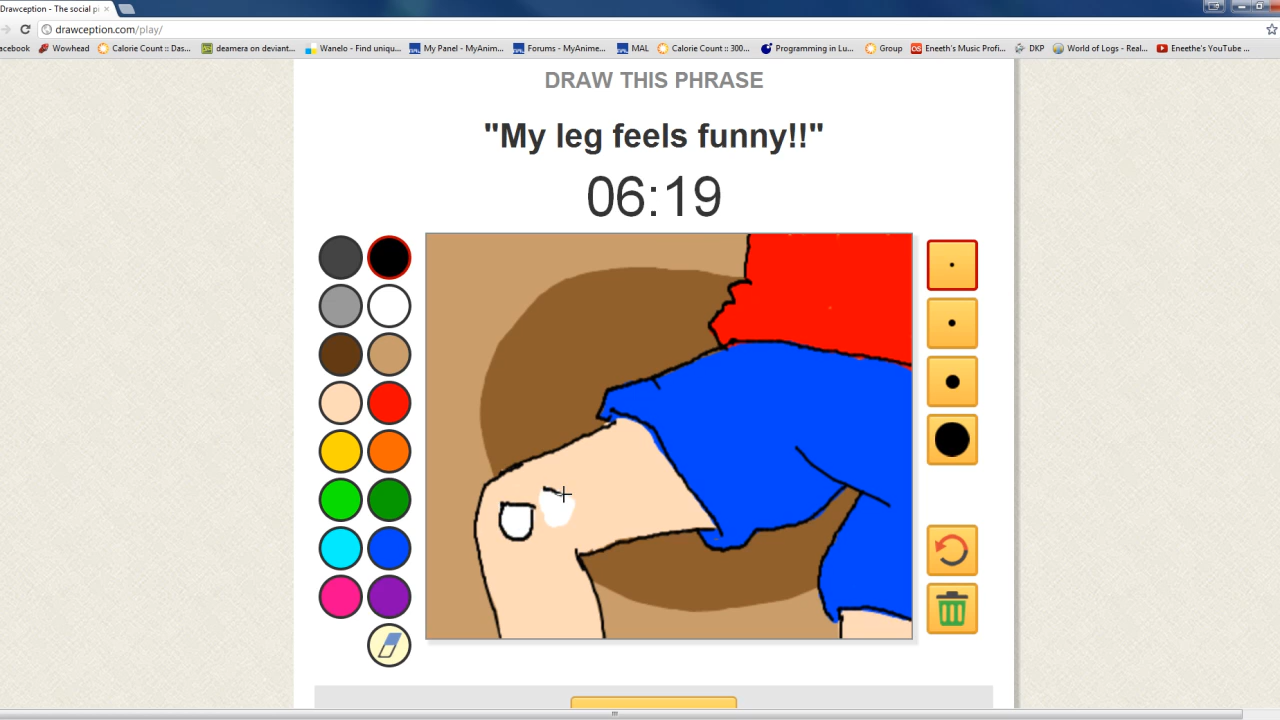 Drawception - The social p
drawception.com/play/
acebook Wowhead Calorie Count :: Das... deamera on deviant... Wanelo - Find uniqu... My Panel - MyAnim... Forums - MyAnime... MAL Calorie Count :: 300... Programming in Lu... Group Eneeth's Music Profi... DKP World of Logs - Real... Eneethe's YouTube ...
DRAW THIS PHRASE
"My leg feels funny!!"
06:19